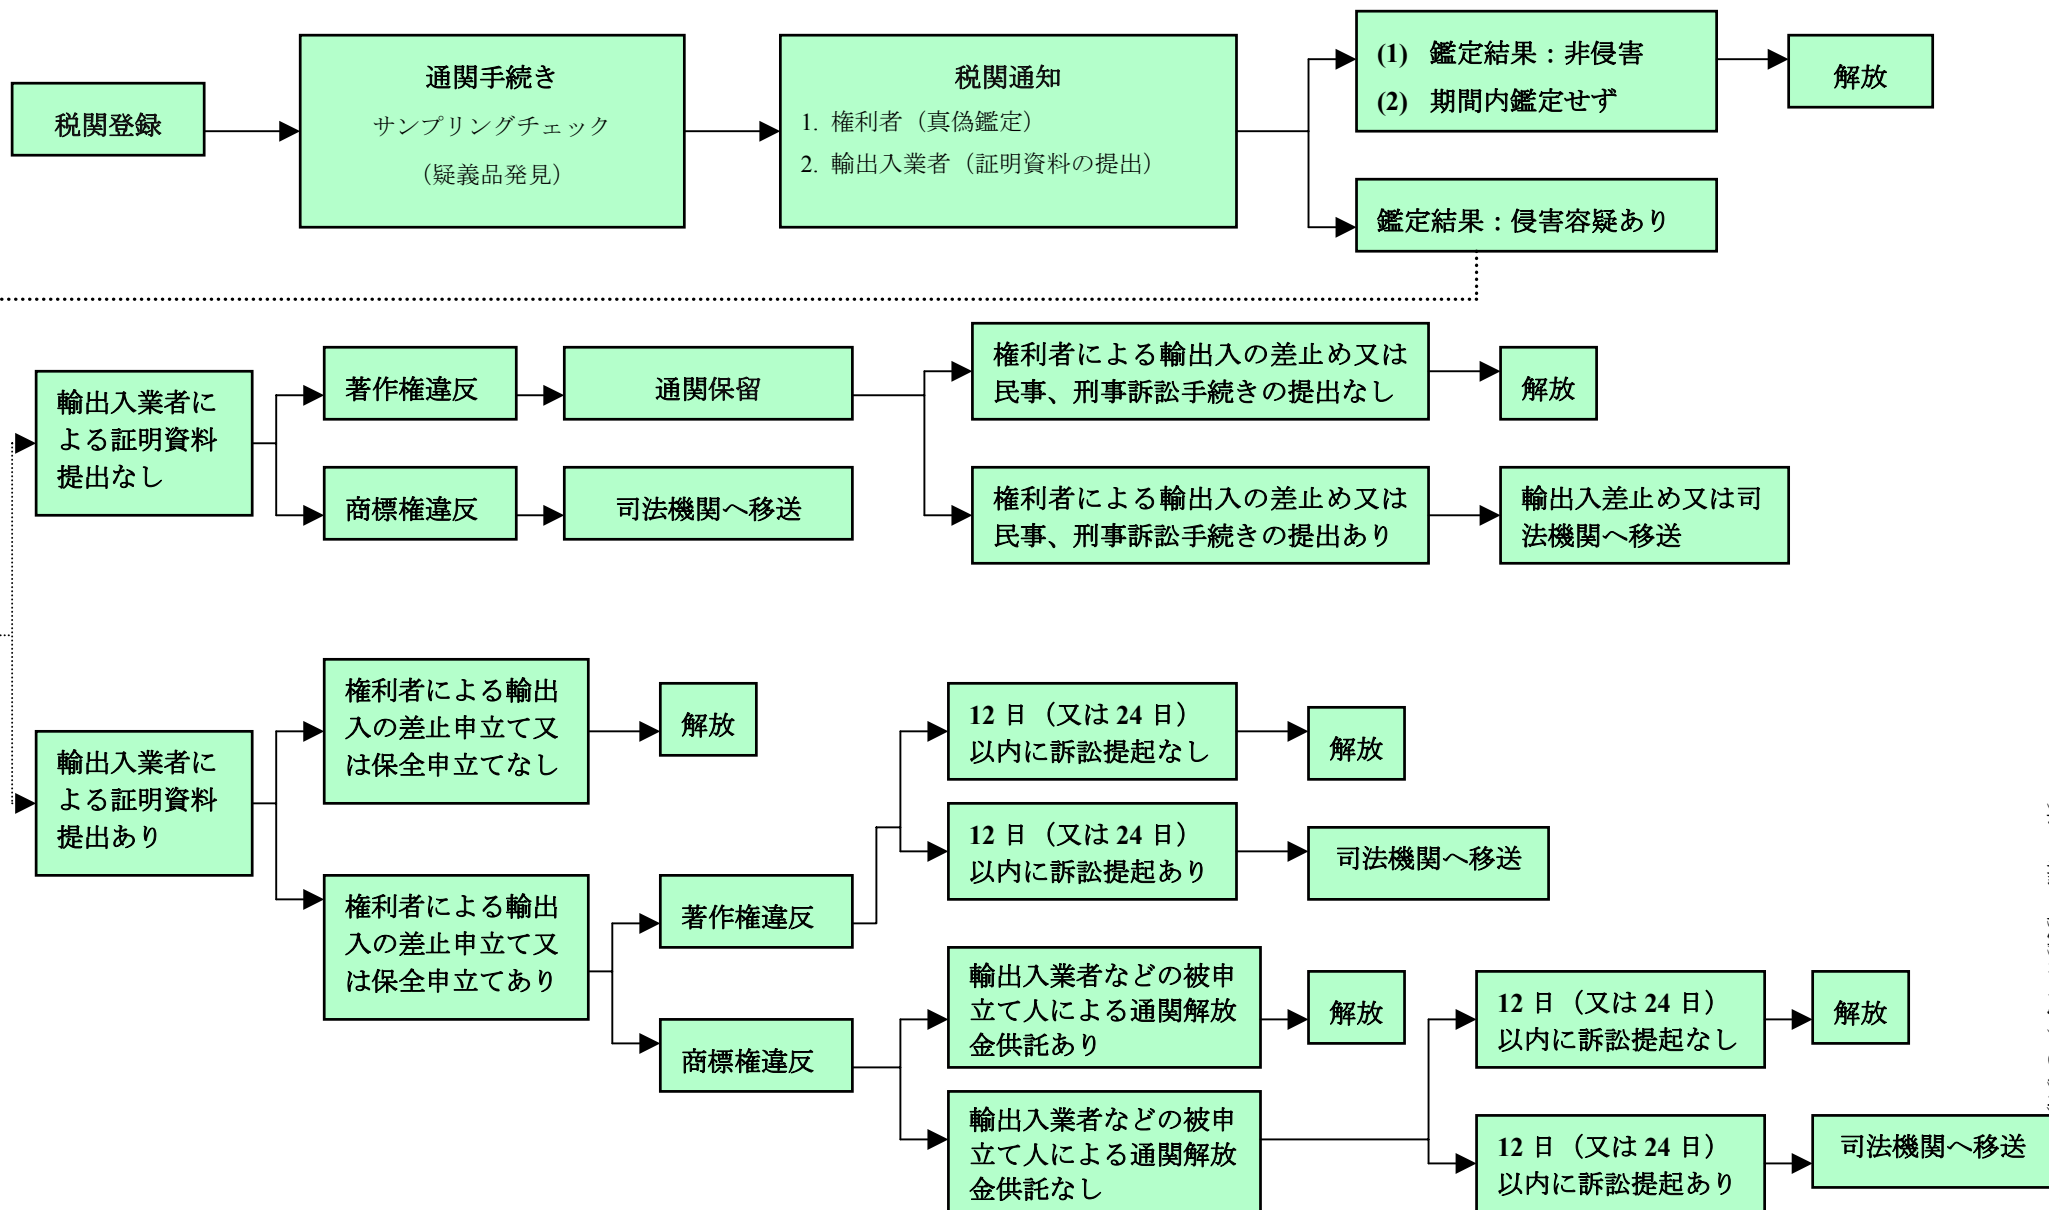 税関登録
通関手続き
サンプリングチェック
（疑義品発見）
税関通知
1. 権利者（真偽鑑定）
2. 輸出入業者（証明資料の提出）
(1) 鑑定結果：非侵害
(2) 期間内鑑定せず
解放
鑑定結果：侵害容疑あり
輸出入業者に
よる証明資料
提出なし
著作権違反
通関保留
権利者による輸出入の差止め又は
民事、刑事訴訟手続きの提出なし
解放
商標権違反
司法機関へ移送
権利者による輸出入の差止め又は
民事、刑事訴訟手続きの提出あり
輸出入差止め又は司
法機関へ移送
輸出入業者に
よる証明資料
提出あり
権利者による輸出
入の差止申立て又
は保全申立てなし
解放
権利者による輸出
入の差止申立て又
は保全申立てあり
著作権違反
12 日（又は 24 日）
以内に訴訟提起なし
解放
12 日（又は 24 日）
以内に訴訟提起あり
司法機関へ移送
商標権違反
輸出入業者などの被申
立て人による通関解放
金供託あり
解放
輸出入業者などの被申
立て人による通関解放
金供託なし
12 日（又は 24 日）
以内に訴訟提起なし
解放
12 日（又は 24 日）
以内に訴訟提起あり
司法機関へ移送